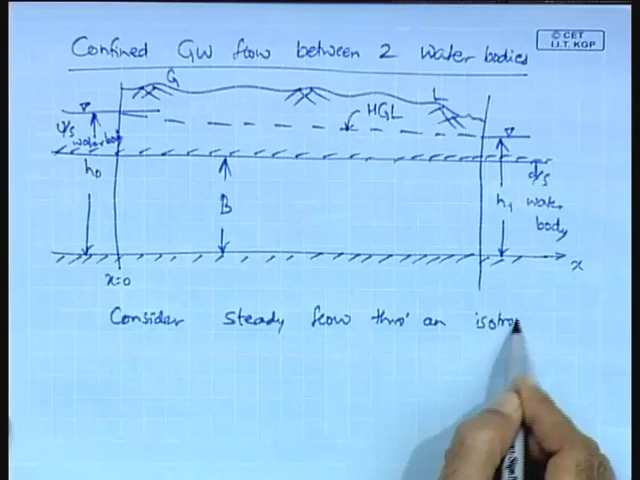 Confined GW flow between 2 water bodies
© CET
I.I.T. KGP
G L
HGL
u/s water body
h₀
B
h₁
d/s water body
x=0
x
Consider steady flow thro' an isotro